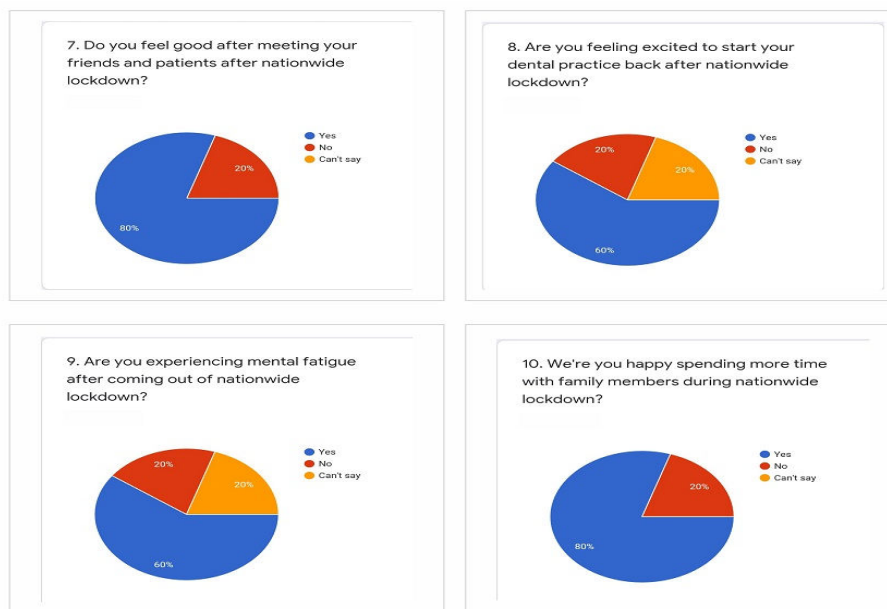 7. Do you feel good after meeting your
friends and patients after nationwide
lockdown?
Yes
No
Can't say
20%
80%
8. Are you feeling excited to start your
dental practice back after nationwide
lockdown?
Yes
No
Can't say
20%
20%
60%
9. Are you experiencing mental fatigue
after coming out of nationwide
lockdown?
Yes
No
Can't say
20%
20%
60%
10. We're you happy spending more time
with family members during nationwide
lockdown?
Yes
No
Can't say
20%
80%